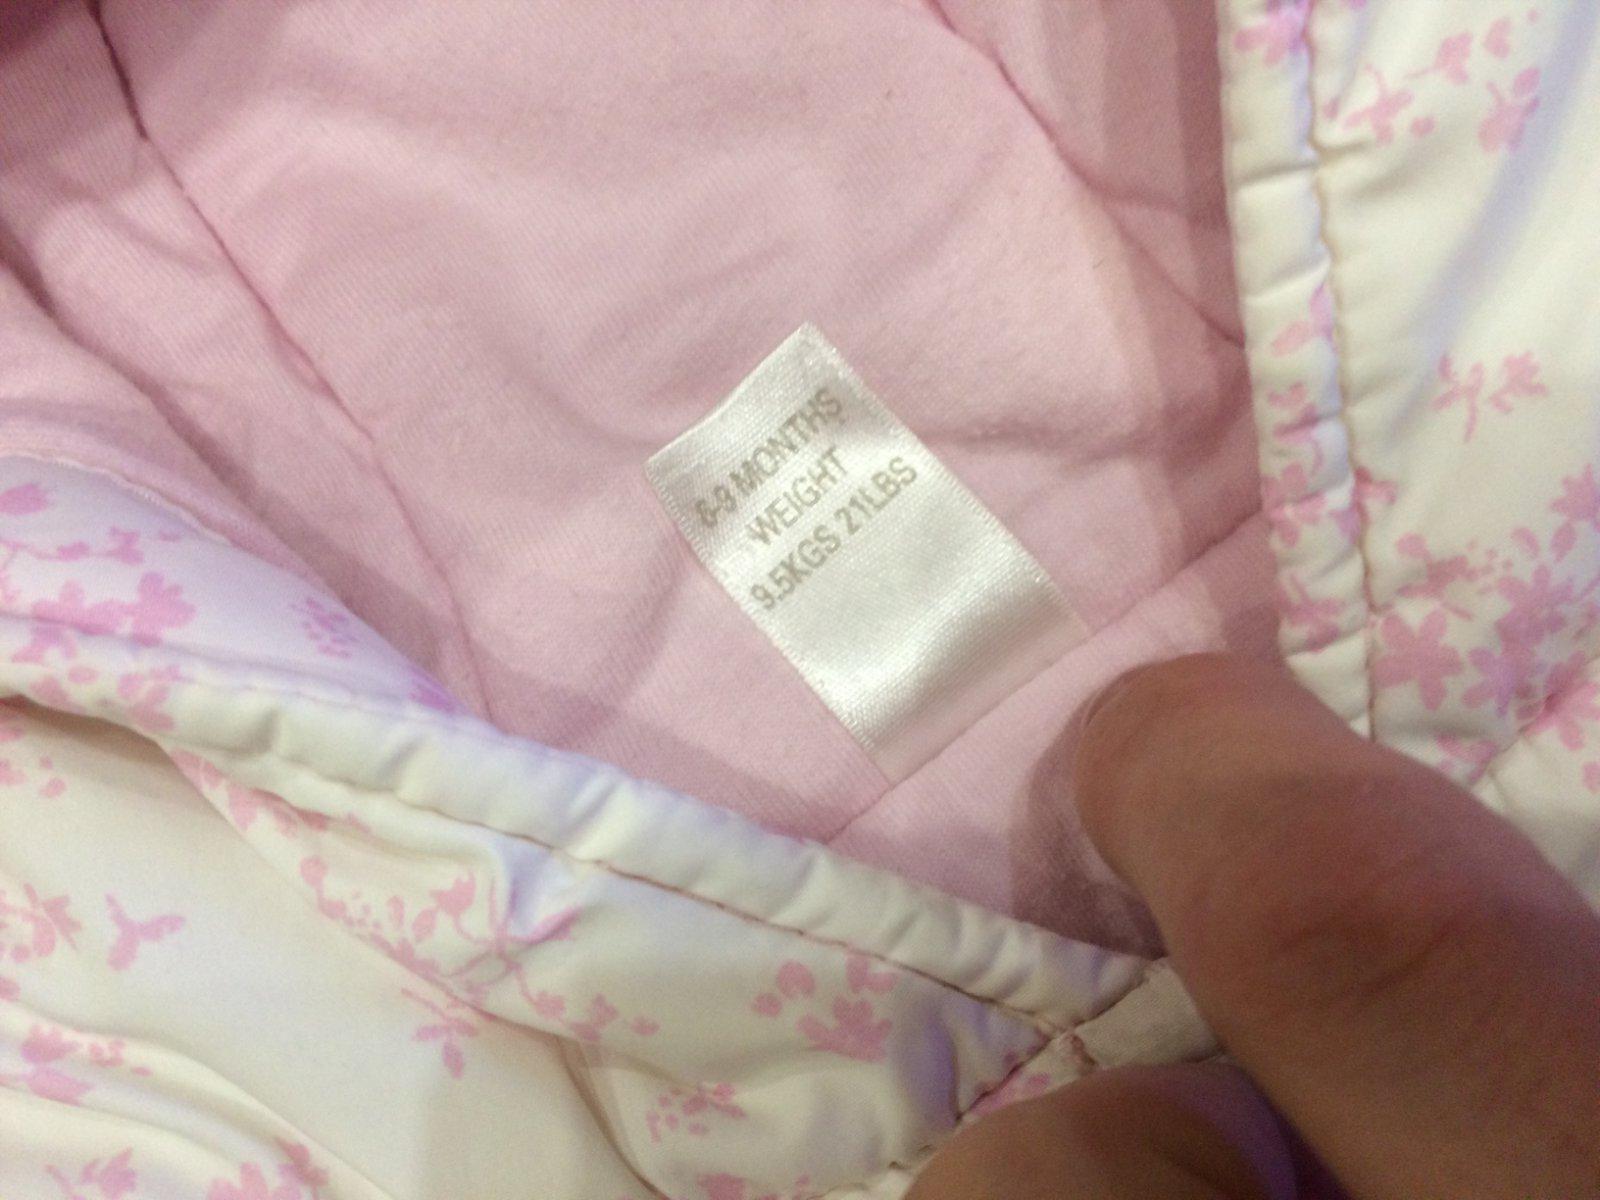 6-9 MONTHS
WEIGHT
9.5KGS 21LBS